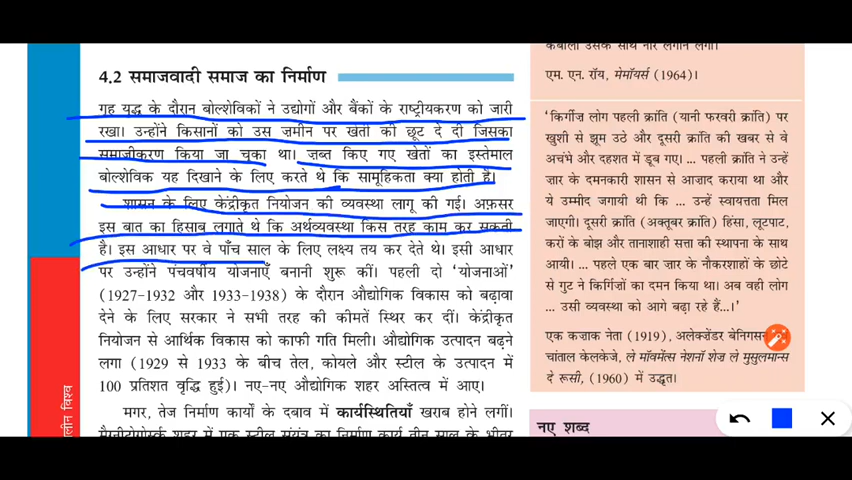 4.2 समाजवादी समाज का निर्माण
गृह युद्ध के दौरान बोल्शेविकों ने उद्योगों और बैंकों के राष्ट्रीयकरण को जारी
रखा। उन्होंने किसानों को उस ज़मीन पर खेती की छूट दे दी जिसका
समाजीकरण किया जा चुका था। ज़ब्त किए गए खेतों का इस्तेमाल
बोल्शेविक यह दिखाने के लिए करते थे कि सामूहिकता क्या होती है।
शासन के लिए केंद्रीकृत नियोजन की व्यवस्था लागू की गई। अफ़सर
इस बात का हिसाब लगाते थे कि अर्थव्यवस्था किस तरह काम कर सकती
है। इस आधार पर वे पाँच साल के लिए लक्ष्य तय कर देते थे। इसी आधार
पर उन्होंने पंचवर्षीय योजनाएँ बनानी शुरू कीं। पहली दो 'योजनाओं'
(1927-1932 और 1933-1938) के दौरान औद्योगिक विकास को बढ़ावा
देने के लिए सरकार ने सभी तरह की कीमतें स्थिर कर दीं। केंद्रीकृत
नियोजन से आर्थिक विकास को काफी गति मिली। औद्योगिक उत्पादन बढ़ने
लगा (1929 से 1933 के बीच तेल, कोयले और स्टील के उत्पादन में
100 प्रतिशत वृद्धि हुई)। नए-नए औद्योगिक शहर अस्तित्व में आए।
मगर, तेज निर्माण कार्यों के दबाव में कार्यस्थितियाँ खराब होने लगीं।
मैग्नीटोगोर्स्क शहर में एक स्टील संयंत्र का निर्माण कार्य तीन साल के भीतर
कबीलों उसके साथ नारे लगाने लगा।
एम. एन. रॉय, मेमॉयर्स (1964)।
'किर्गिज़ लोग पहली क्रांति (यानी फरवरी क्रांति) पर
खुशी से झूम उठे और दूसरी क्रांति की खबर से वे
अचंभे और दहशत में डूब गए। ... पहली क्रांति ने उन्हें
ज़ार के दमनकारी शासन से आज़ाद कराया था और
ये उम्मीद जगायी थी कि ... उन्हें स्वायत्तता मिल
जाएगी। दूसरी क्रांति (अक्तूबर क्रांति) हिंसा, लूटपाट,
करों के बोझ और तानाशाही सत्ता की स्थापना के साथ
आयी। ... पहले एक बार ज़ार के नौकरशाहों के छोटे
से गुट ने किर्गिज़ों का दमन किया था। अब वही लोग
... उसी व्यवस्था को आगे बढ़ा रहे हैं...।'
एक कज़ाक नेता (1919), अलेक्ज़ेंडर बेनिगसन
चांताल केलकेजे, ले मॉवमेंस नेशनॉ शेज़ ले मुसुलमान्स
दे रूसी, (1960) में उद्धृत।
नए शब्द
लीन विश्व